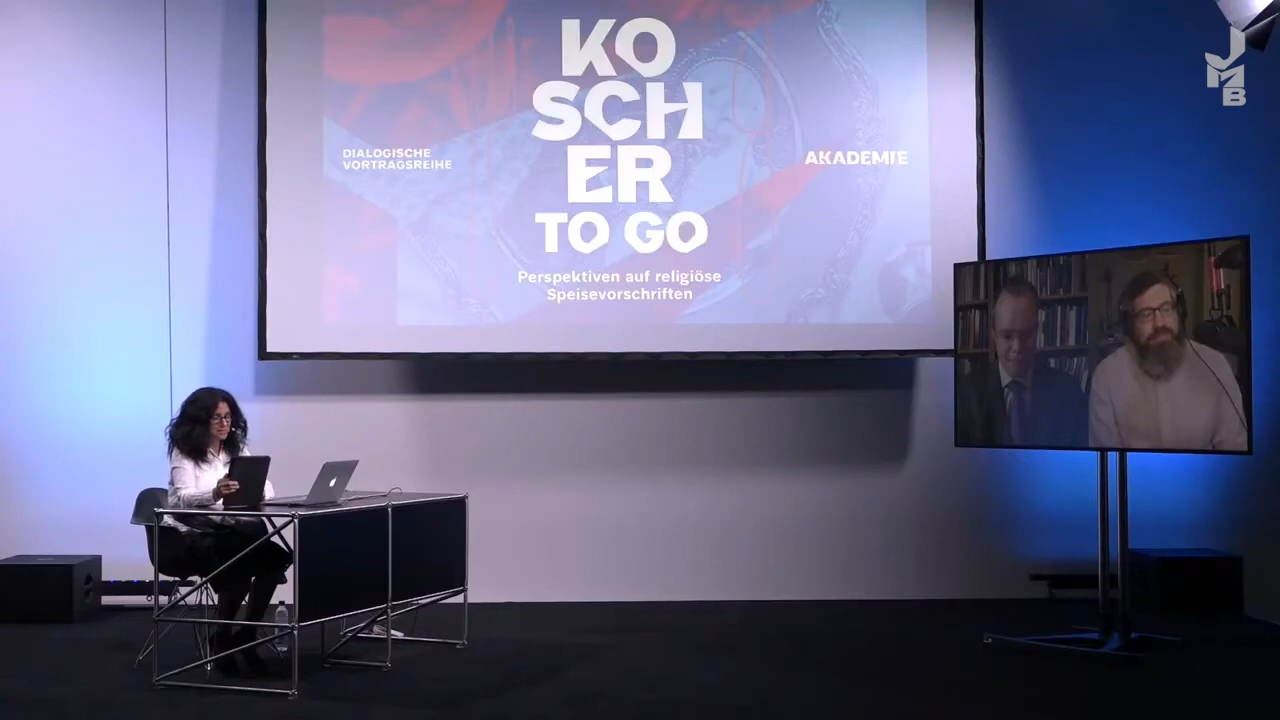 KO
SCH
ER
TO GO
DIALOGISCHE
VORTRAGSREIHE
AKADEMIE
Perspektiven auf religiöse
Speisevorschriften
JMB